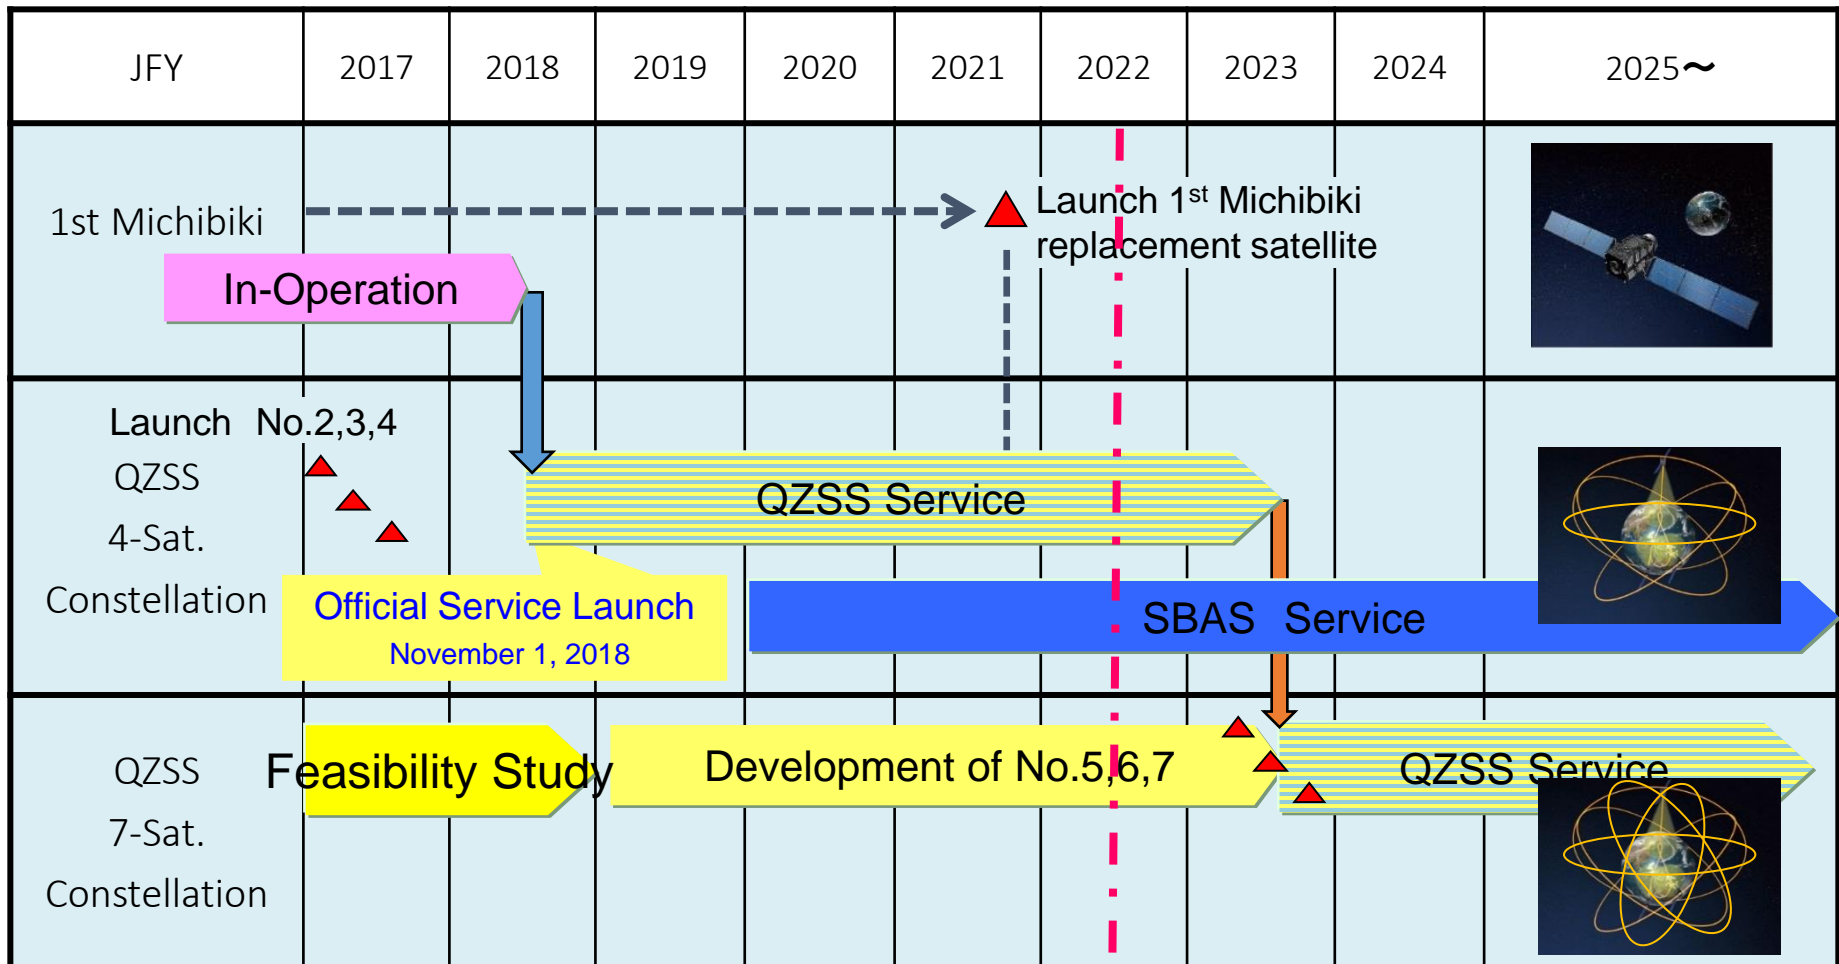 JFY 2017 2018 2019 2020 2021 2022 2023 2024 2025～
1st Michibiki
Launch 1st Michibiki
replacement satellite
In-Operation
Launch No.2,3,4
QZSS
4-Sat.
Constellation
QZSS Service
Official Service Launch
November 1, 2018
SBAS Service
QZSS
7-Sat.
Constellation
Feasibility Study
Development of No.5,6,7
QZSS Service